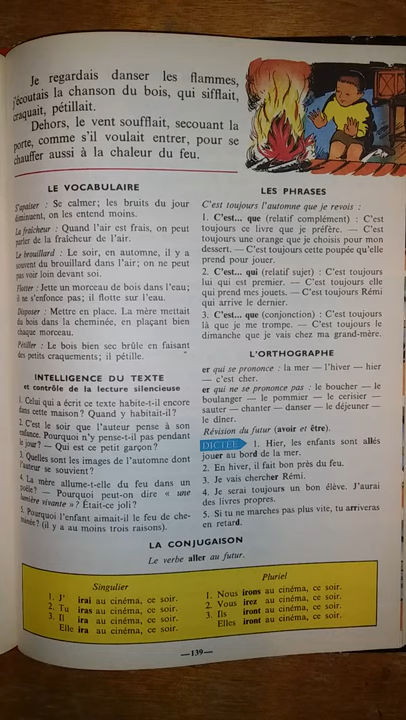 Je regardais danser les flammes,
j'écoutais la chanson du bois, qui sifflait,
craquait, pétillait.
Dehors, le vent soufflait, secouant la
porte, comme s'il voulait entrer, pour se
chauffer aussi à la chaleur du feu.
LE VOCABULAIRE
S'apaiser : Se calmer; les bruits du jour
diminuent, on les entend moins.
La fraîcheur : Quand l'air est frais, on peut
parler de la fraîcheur de l'air.
Le brouillard : Le soir, en automne, il y a
souvent du brouillard dans l'air; on ne peut
pas voir loin devant soi.
Flotter : Jette un morceau de bois dans l'eau;
il ne s'enfonce pas; il flotte sur l'eau.
Disposer : Mettre en place. La mère mettait
du bois dans la cheminée, en plaçant bien
chaque morceau.
Pétiller : Le bois bien sec brûle en faisant
des petits craquements; il pétille.
INTELLIGENCE DU TEXTE
et contrôle de la lecture silencieuse
1. Celui qui a écrit ce texte habite-t-il encore
dans cette maison? Quand y habitait-il?
2. C'est le soir que l'auteur pense à son
enfance. Pourquoi n'y pense-t-il pas pendant
le jour? — Qui est ce petit garçon?
3. Quelles sont les images de l'automne dont
l'auteur se souvient?
4. La mère allume-t-elle du feu dans un
poêle? — Pourquoi peut-on dire « une
lumière vivante »? Était-ce joli?
5. Pourquoi l'enfant aimait-il le feu de che-
minée? (il y a au moins trois raisons).
LES PHRASES
C'est toujours l'automne que je revois :
1. C'est... que (relatif complément) : C'est
toujours ce livre que je préfère. — C'est
toujours une orange que je choisis pour mon
dessert. — C'est toujours cette poupée qu'elle
prend pour jouer.
2. C'est... qui (relatif sujet) : C'est toujours
lui qui est premier. — C'est toujours elle
qui prend mes jouets. — C'est toujours Rémi
qui arrive le dernier.
3. C'est... que (conjonction) : C'est toujours
là que je me trompe. — C'est toujours le
dimanche que je vais chez ma grand-mère.
L'ORTHOGRAPHE
er qui se prononce : la mer — l'hiver — hier
— c'est cher.
er qui ne se prononce pas : le boucher — le
boulanger — le pommier — le cerisier —
sauter — chanter — danser — le déjeuner —
le dîner.
Révision du futur (avoir et être).
DICTÉE 1. Hier, les enfants sont allés
jouer au bord de la mer.
2. En hiver, il fait bon près du feu.
3. Je vais chercher Rémi.
4. Je serai toujours un bon élève. J'aurai
des livres propres.
5. Si tu ne marches pas plus vite, tu arriveras
en retard.
LA CONJUGAISON
Le verbe aller au futur.
Singulier
1. J' irai au cinéma, ce soir.
2. Tu iras au cinéma, ce soir.
3. Il ira au cinéma, ce soir.
Elle ira au cinéma, ce soir.
Pluriel
1. Nous irons au cinéma, ce soir.
2. Vous irez au cinéma, ce soir.
3. Ils iront au cinéma, ce soir.
Elles iront au cinéma, ce soir.
—139—